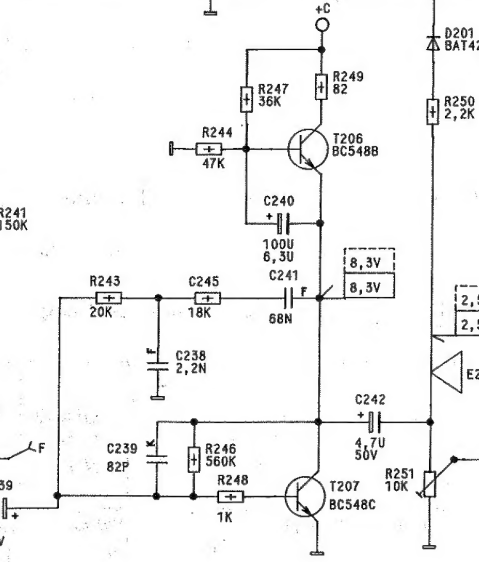 +C
D201
BAT42
R247
36K
R249
82
R250
2,2K
R244
47K
T206
BC548B
C240
+
100U
6,3U
R241
150K
8,3V
8,3V
C241
F
68N
R243
20K
C245
18K
F
C238
2,2N
C242
+
4,7U
50V
E2
F
C239
K
82P
R246
560K
R248
1K
T207
BC548C
R251
10K
+